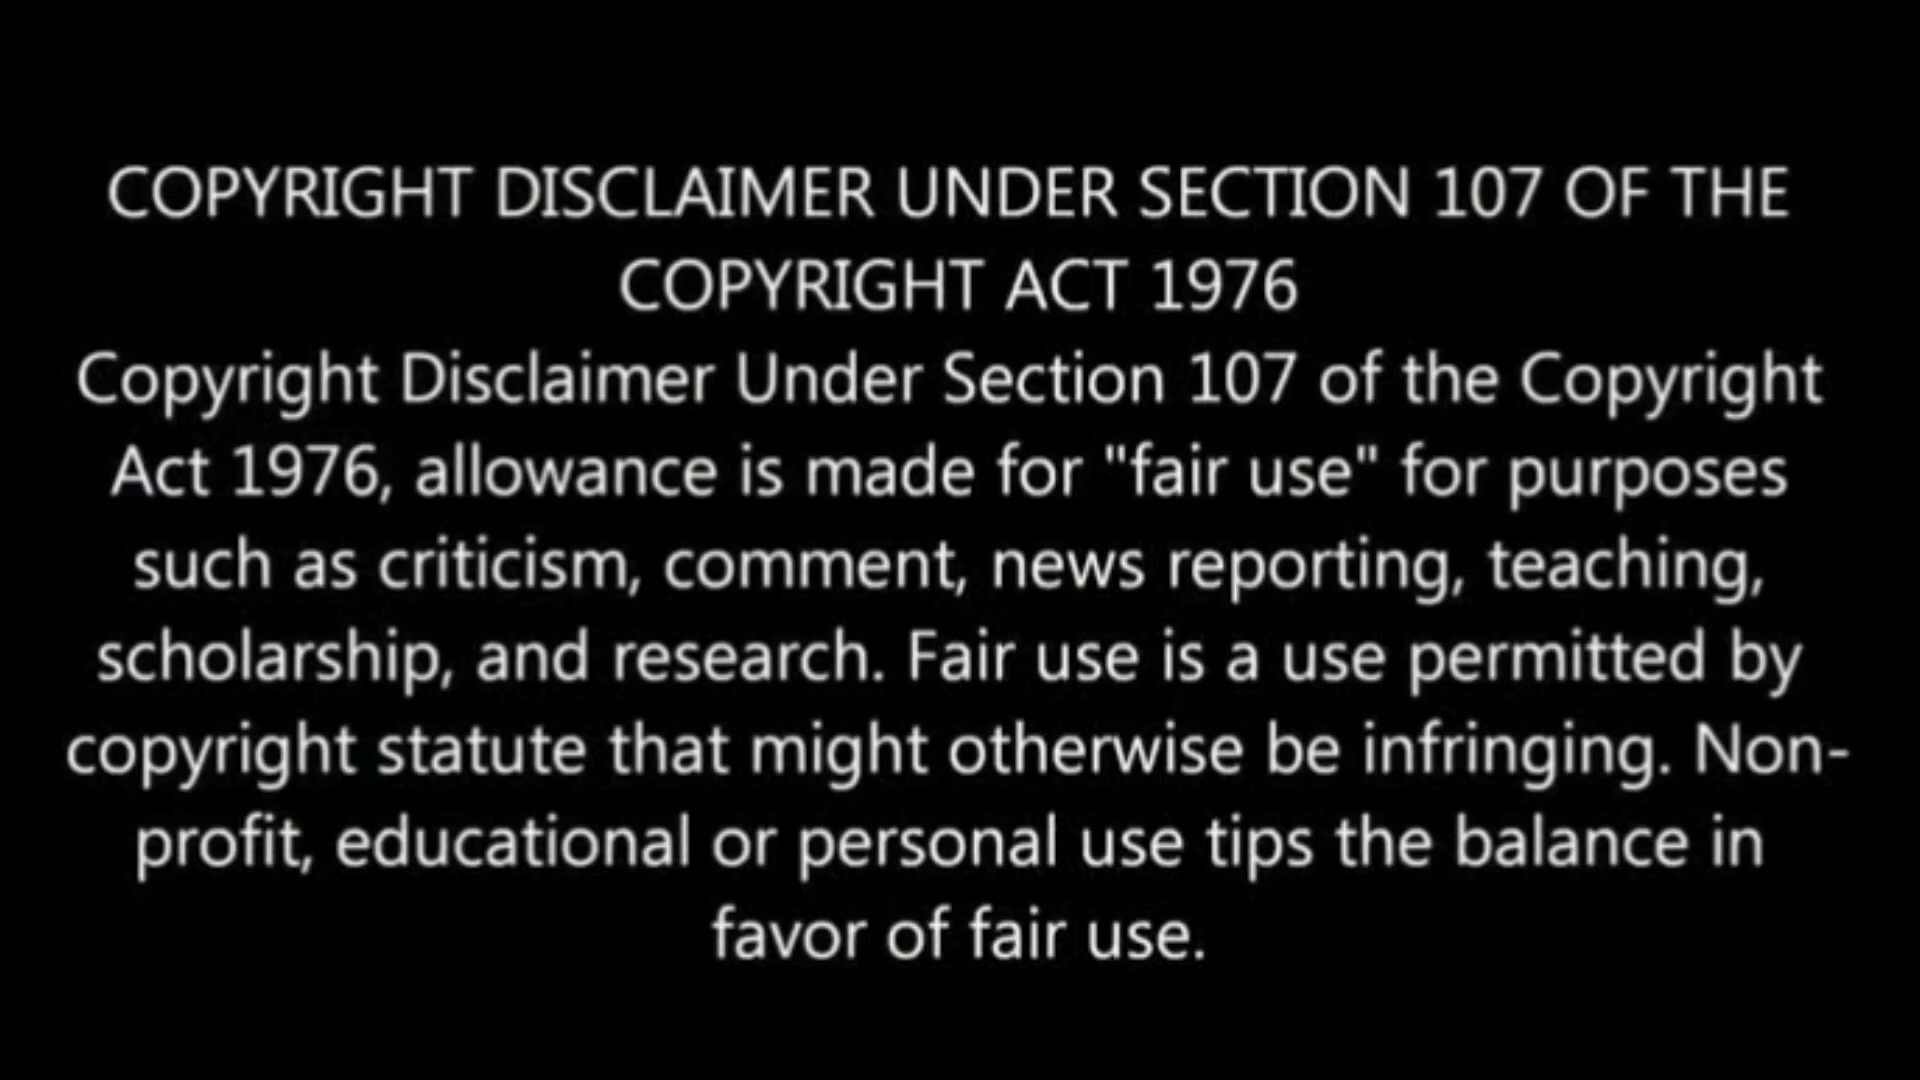 COPYRIGHT DISCLAIMER UNDER SECTION 107 OF THE
COPYRIGHT ACT 1976
Copyright Disclaimer Under Section 107 of the Copyright
Act 1976, allowance is made for "fair use" for purposes
such as criticism, comment, news reporting, teaching,
scholarship, and research. Fair use is a use permitted by
copyright statute that might otherwise be infringing. Non-
profit, educational or personal use tips the balance in
favor of fair use.